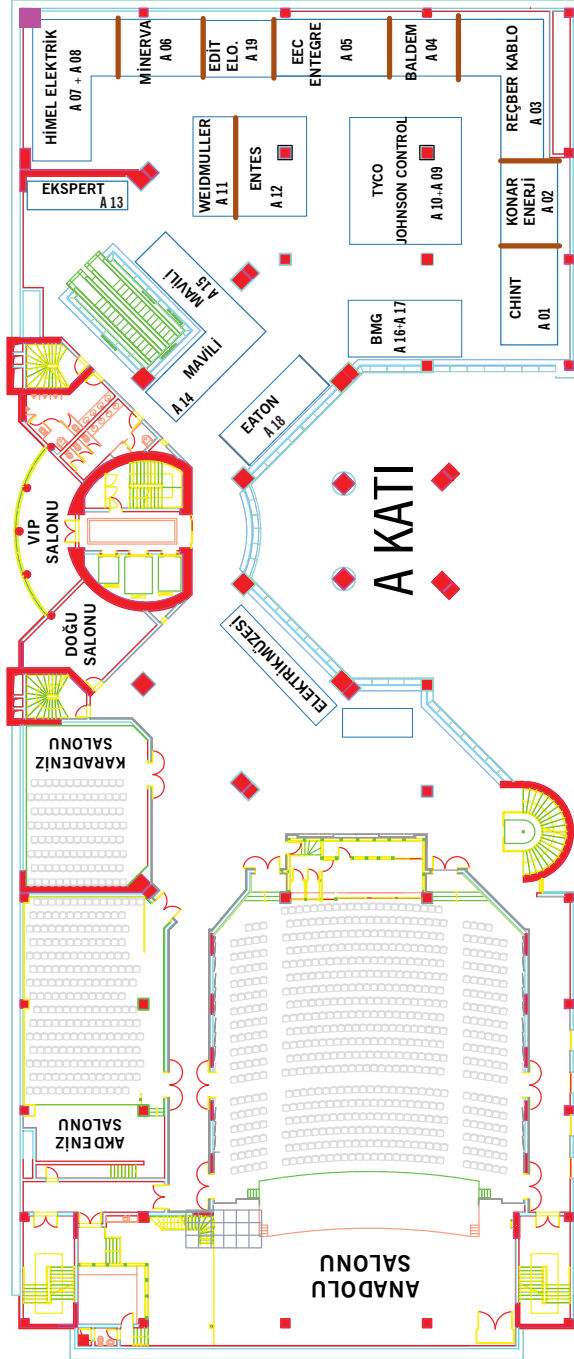 HİMEL ELEKTRİK
A 07 + A 08
MİNERVA
A 06
EDİT
ELO.
A 19
EEC
ENTEGRE
A 05
BALDEM
A 04
REÇBER KABLO
A 03
EKSPERT
A 13
WEIDMULLER
A 11
ENTES
A 12
TYCO
JOHNSON CONTROL
A 10+A 09
KONAR
ENERJİ
A 02
CHINT
A 01
MAVİLİ
A 15
MAVİLİ
A 14
BMG
A 16+A 17
EATON
A 18
VIP
SALONU
DOĞU
SALONU
A KATI
ELEKTRİK MÜZESİ
KARADENİZ
SALONU
AKDENİZ
SALONU
ANADOLU
SALONU